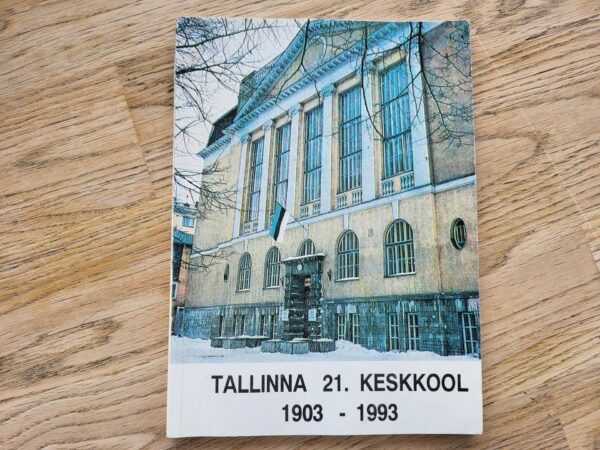 TALLINNA 21. KESKKOOL
1903 - 1993